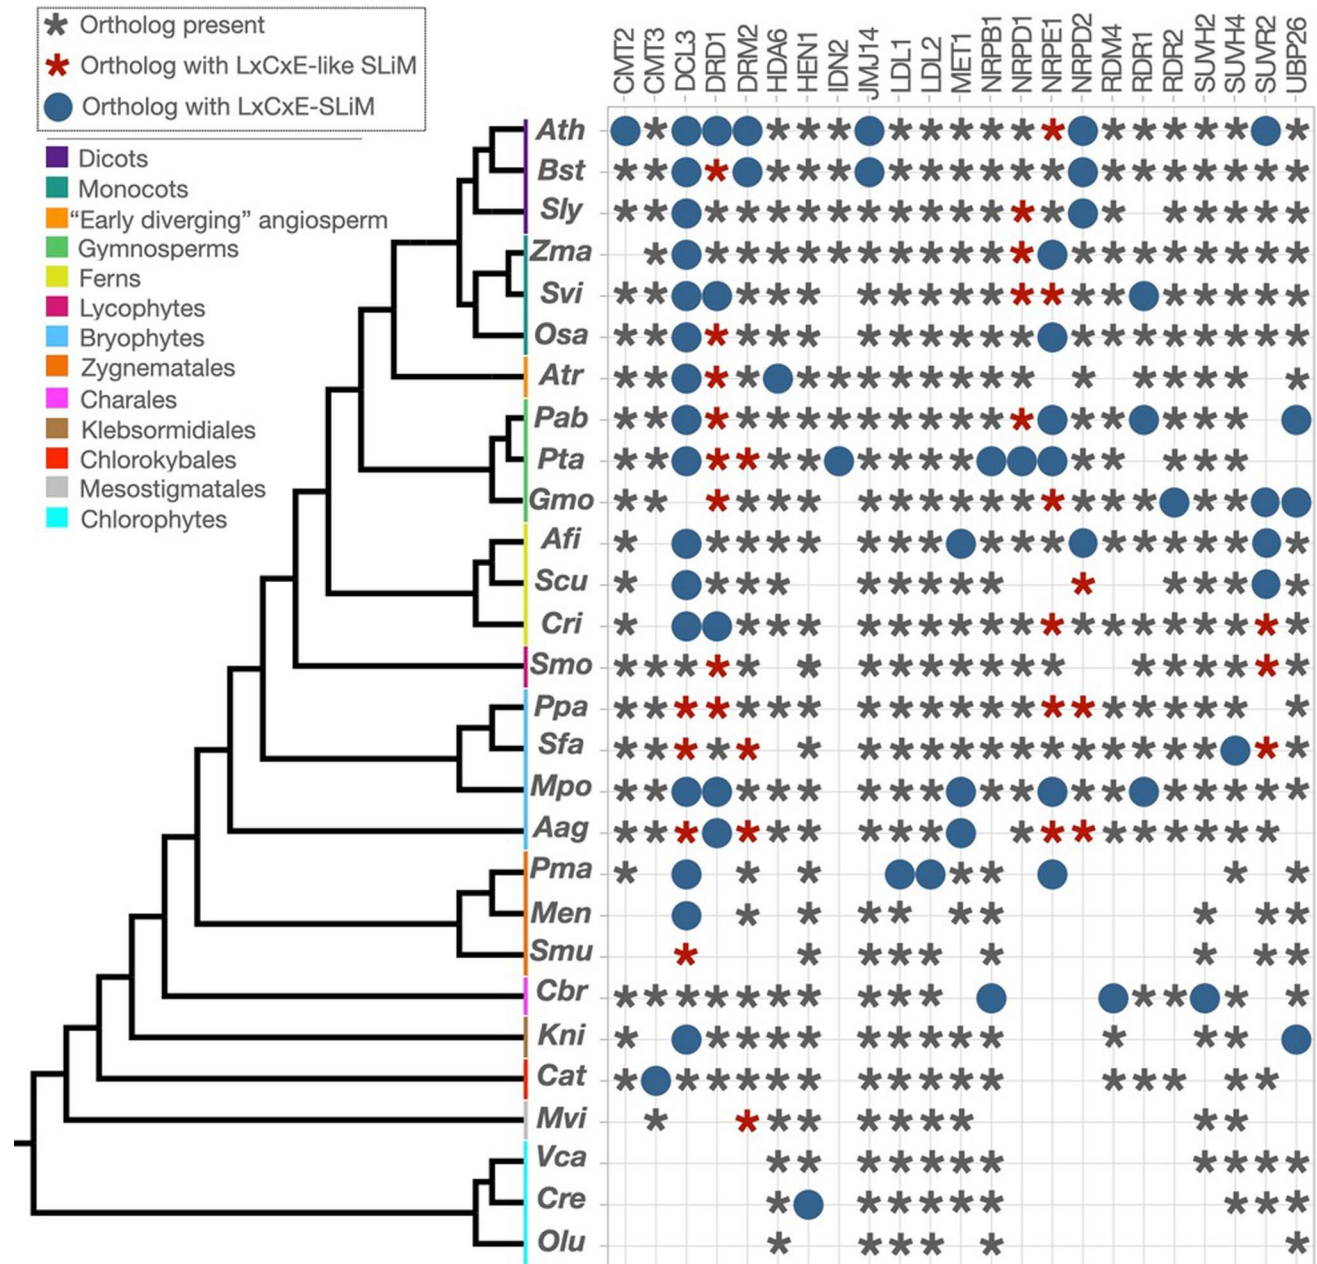 Ortholog present
Ortholog with LxCxE-like SLiM
Ortholog with LxCxE-SLiM
Dicots
Monocots
“Early diverging” angiosperm
Gymnosperms
Ferns
Lycophytes
Bryophytes
Zygnematales
Charales
Klebsormidiales
Chlorokybales
Mesostigmatales
Chlorophytes
CMT2
CMT3
DCL3
DRD1
DRM2
HDA6
HEN1
IDN2
JMJ14
LDL1
LDL2
MET1
NRPB1
NRPD1
NRPE1
NRPD2
RDM4
RDR1
RDR2
SUVH2
SUVH4
SUVR2
UBP26
Ath
Bst
Sly
Zma
Svi
Osa
Atr
Pab
Pta
Gmo
Afi
Scu
Cri
Smo
Ppa
Sfa
Mpo
Aag
Pma
Men
Smu
Cbr
Kni
Cat
Mvi
Vca
Cre
Olu